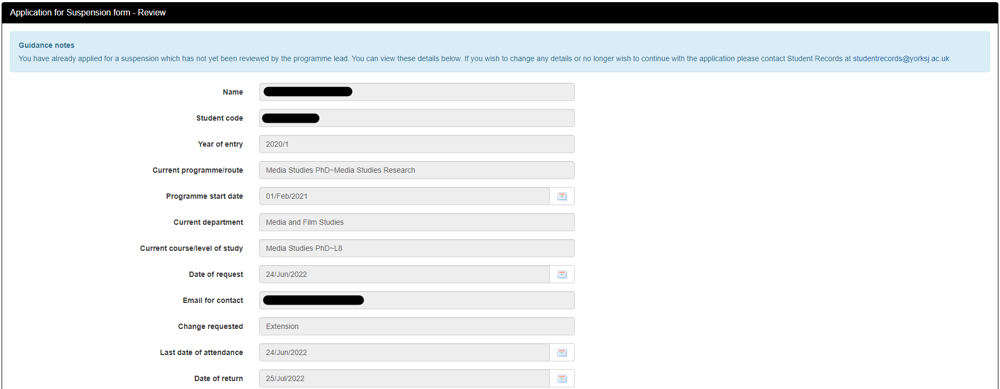 Application for Suspension form - Review
Guidance notes
You have already applied for a suspension which has not yet been reviewed by the programme lead. You can view these details below. If you wish to change any details or no longer wish to continue with the application please contact Student Records at studentrecords@yorksj.ac.uk
Name
Student code
Year of entry 2020/1
Current programme/route Media Studies PhD~Media Studies Research
Programme start date 01/Feb/2021
Current department Media and Film Studies
Current course/level of study Media Studies PhD~L8
Date of request 24/Jun/2022
Email for contact
Change requested Extension
Last date of attendance 24/Jun/2022
Date of return 25/Jul/2022